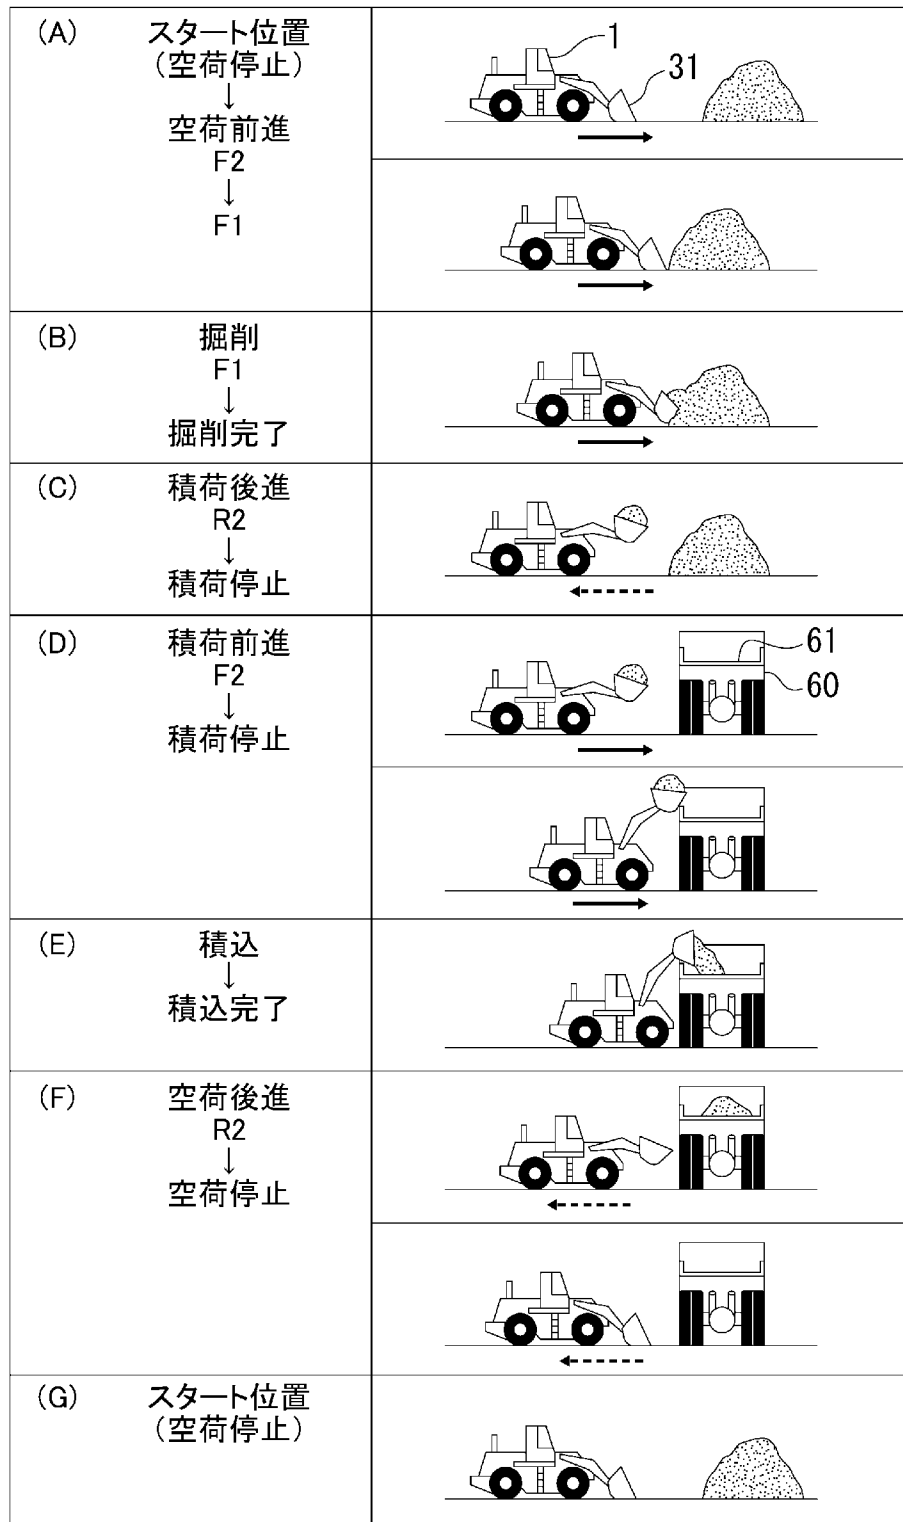 (A) スタート位置
(空荷停止)
↓
空荷前進
F2
↓
F1
1
31
(B) 掘削
F1
↓
掘削完了
(C) 積荷後進
R2
↓
積荷停止
(D) 積荷前進
F2
↓
積荷停止
61
60
(E) 積込
↓
積込完了
(F) 空荷後進
R2
↓
空荷停止
(G) スタート位置
(空荷停止)